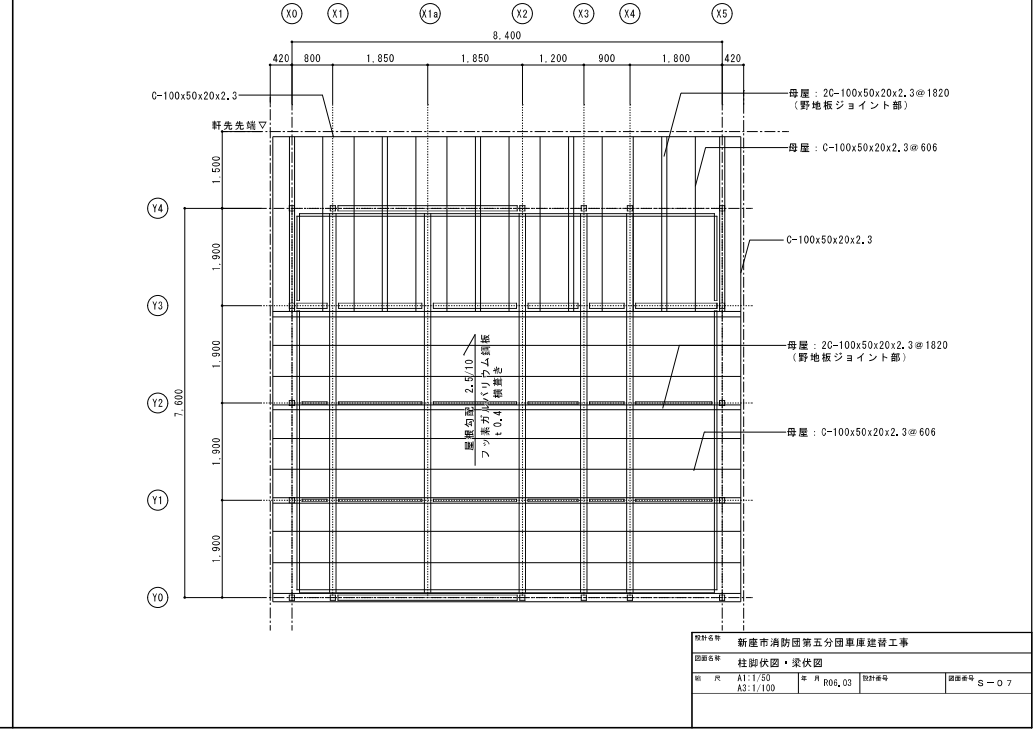 X0 X1 X1a X2 X3 X4 X5
8,400
420 800 1,850 1,850 1,200 900 1,800 420
C-100x50x20x2.3
母屋：2C-100x50x20x2.3@1820
（野地板ジョイント部）
軒先先端▽
母屋：C-100x50x20x2.3@606
1,500
Y4
1,900
C-100x50x20x2.3
Y3
1,900
母屋：2C-100x50x20x2.3@1820
（野地板ジョイント部）
屋根勾配 2.5/10
フッ素ガルバリウム鋼板
t0.4 横葺き
7,600
Y2
母屋：C-100x50x20x2.3@606
1,900
Y1
1,900
Y0
設計名称 新座市消防団第五分団車庫建替工事
図面名称 柱脚伏図・梁伏図
縮 尺 A1:1/50 年 月 R06.03 設計番号 図面番号 S－07
A3:1/100